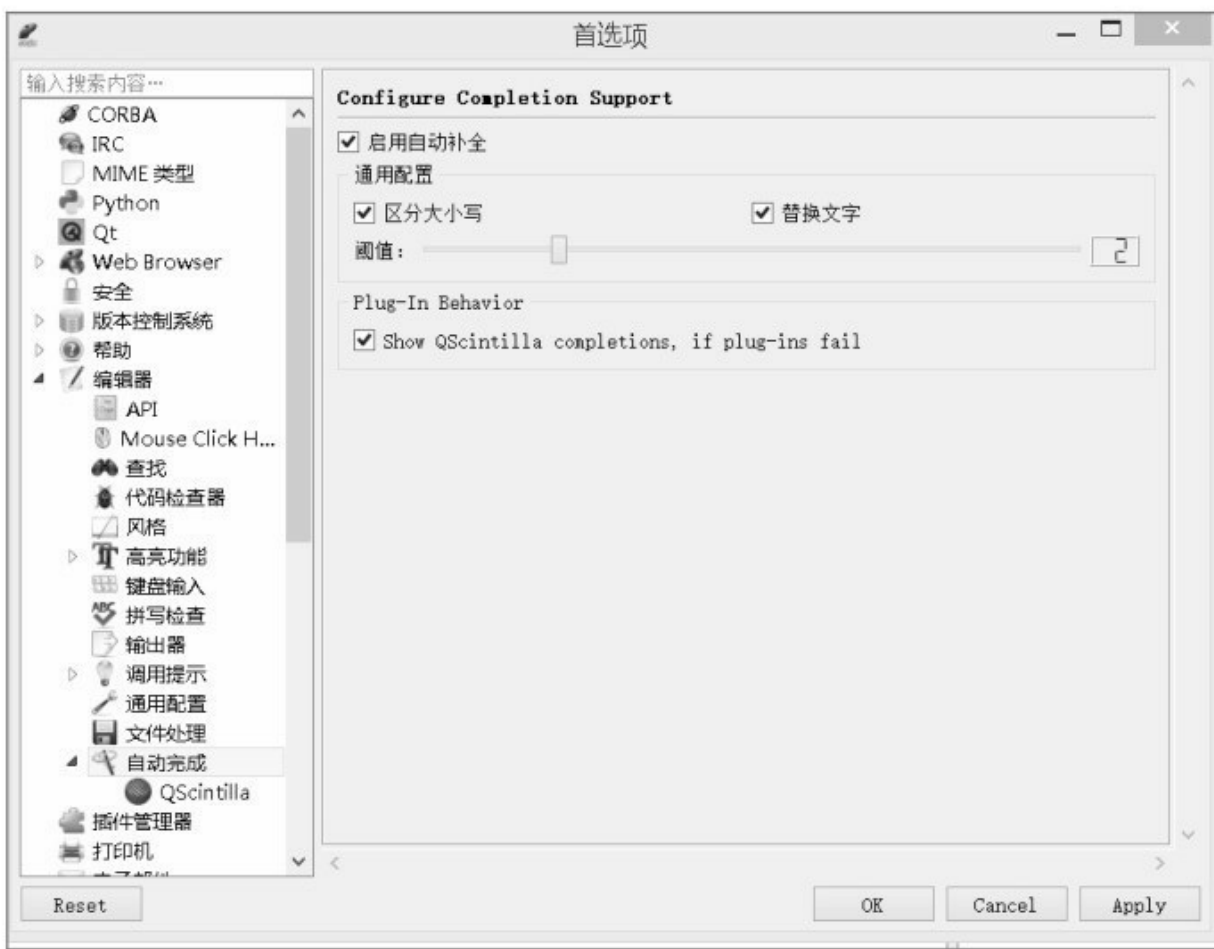 首选项
输入搜索内容…
CORBA
IRC
MIME 类型
Python
Qt
Web Browser
安全
版本控制系统
帮助
编辑器
API
Mouse Click H...
查找
代码检查器
风格
高亮功能
键盘输入
拼写检查
输出器
调用提示
通用配置
文件处理
自动完成
QScintilla
插件管理器
打印机
Configure Completion Support
启用自动补全
通用配置
区分大小写
替换文字
阈值：
2
Plug-In Behavior
Show QScintilla completions, if plug-ins fail
Reset
OK
Cancel
Apply